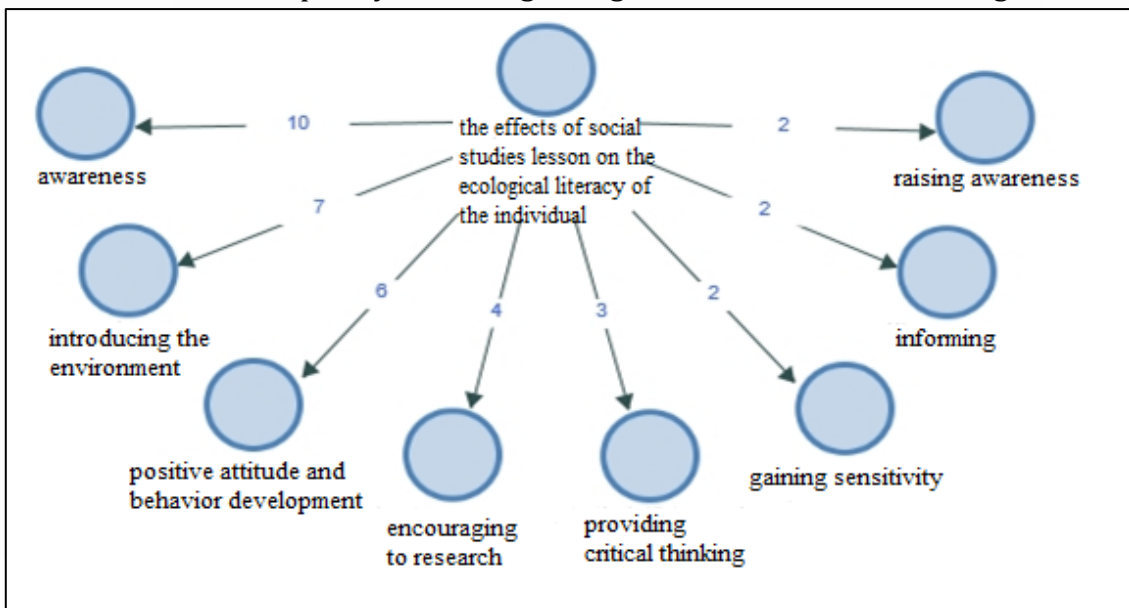 10
2
the effects of social
studies lesson on the
ecological literacy of
the individual
awareness
raising awareness
7
2
introducing the
environment
informing
6
4
3
2
positive attitude and
behavior development
gaining sensitivity
encouraging
to research
providing
critical thinking